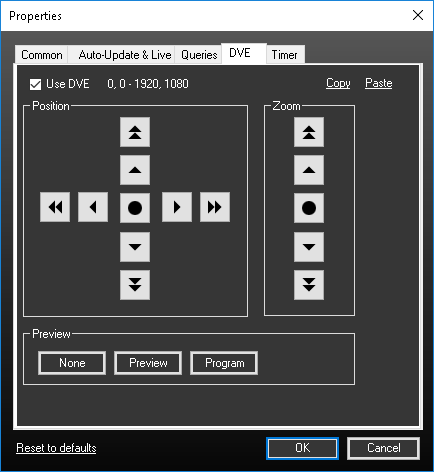 Properties
Common Auto-Update & Live Queries DVE Timer
Use DVE 0, 0 - 1920, 1080 Copy Paste
Position Zoom
Preview
None Preview Program
Reset to defaults OK Cancel